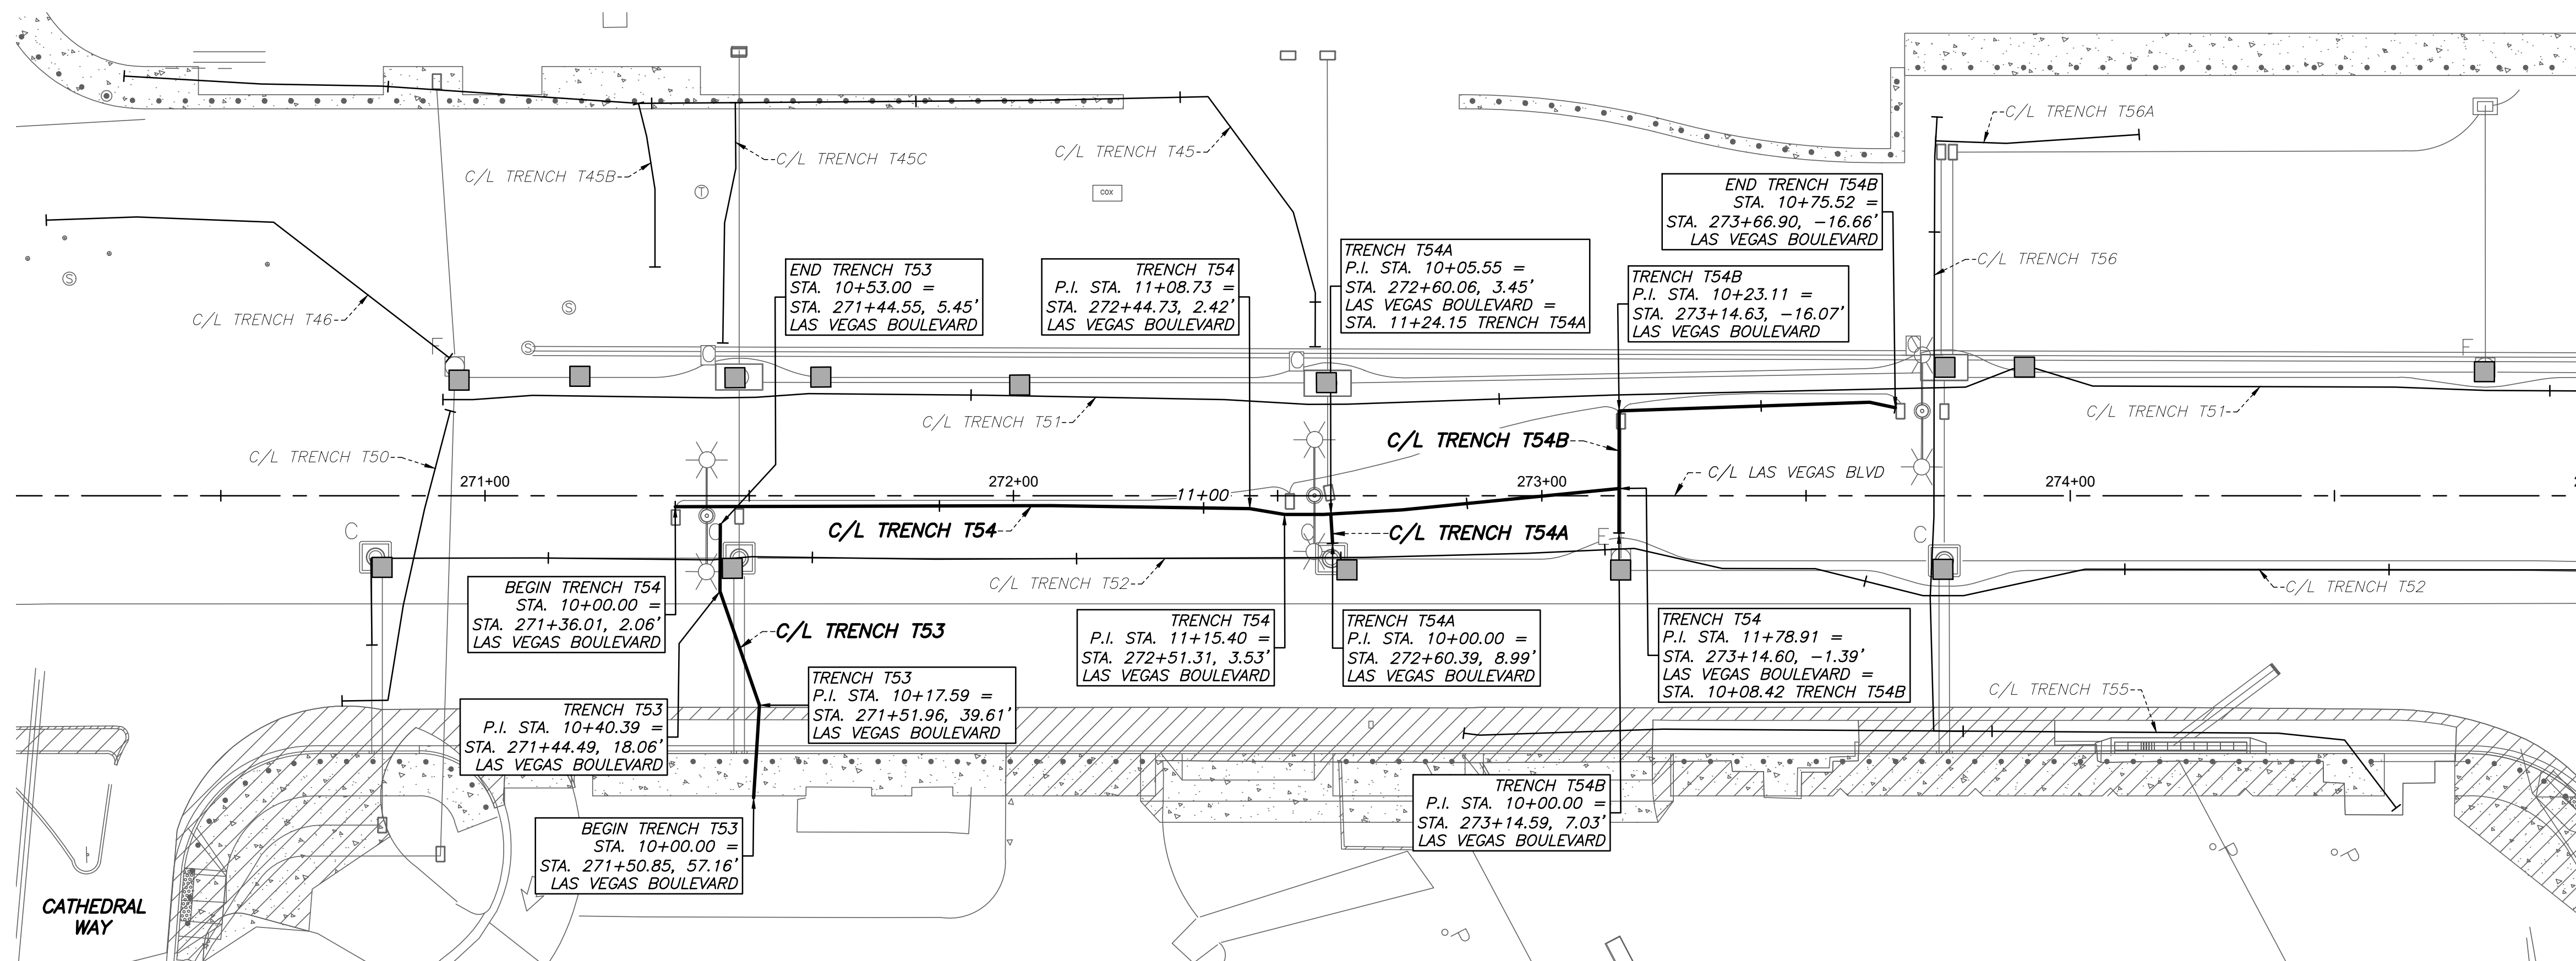 C/L TRENCH T56A
C/L TRENCH T45C
C/L TRENCH T45
C/L TRENCH T45B
T
COX
END TRENCH T54B
STA. 10+75.52 =
STA. 273+66.90, -16.66'
LAS VEGAS BOULEVARD
END TRENCH T53
STA. 10+53.00 =
STA. 271+44.55, 5.45'
LAS VEGAS BOULEVARD
TRENCH T54
P.I. STA. 11+08.73 =
STA. 272+44.73, 2.42'
LAS VEGAS BOULEVARD
TRENCH T54A
P.I. STA. 10+05.55 =
STA. 272+60.06, 3.45'
LAS VEGAS BOULEVARD =
STA. 11+24.15 TRENCH T54A
TRENCH T54B
P.I. STA. 10+23.11 =
STA. 273+14.63, -16.07'
LAS VEGAS BOULEVARD
C/L TRENCH T56
S
S
C/L TRENCH T46
F
S
F
C/L TRENCH T51
C/L TRENCH T54B
C/L TRENCH T51
C/L TRENCH T50
C/L LAS VEGAS BLVD
271+00
272+00
11+00
273+00
274+00
C
C/L TRENCH T54
C/L TRENCH T54A
F
C
C/L TRENCH T52
C/L TRENCH T52
BEGIN TRENCH T54
STA. 10+00.00 =
STA. 271+36.01, 2.06'
LAS VEGAS BOULEVARD
C/L TRENCH T53
TRENCH T54
P.I. STA. 11+15.40 =
STA. 272+51.31, 3.53'
LAS VEGAS BOULEVARD
TRENCH T54A
P.I. STA. 10+00.00 =
STA. 272+60.39, 8.99'
LAS VEGAS BOULEVARD
TRENCH T54
P.I. STA. 11+78.91 =
STA. 273+14.60, -1.39'
LAS VEGAS BOULEVARD =
STA. 10+08.42 TRENCH T54B
TRENCH T53
P.I. STA. 10+17.59 =
STA. 271+51.96, 39.61'
LAS VEGAS BOULEVARD
C/L TRENCH T55
TRENCH T53
P.I. STA. 10+40.39 =
STA. 271+44.49, 18.06'
LAS VEGAS BOULEVARD
TRENCH T54B
P.I. STA. 10+00.00 =
STA. 273+14.59, 7.03'
LAS VEGAS BOULEVARD
BEGIN TRENCH T53
STA. 10+00.00 =
STA. 271+50.85, 57.16'
LAS VEGAS BOULEVARD
P
P
P
CATHEDRAL
WAY